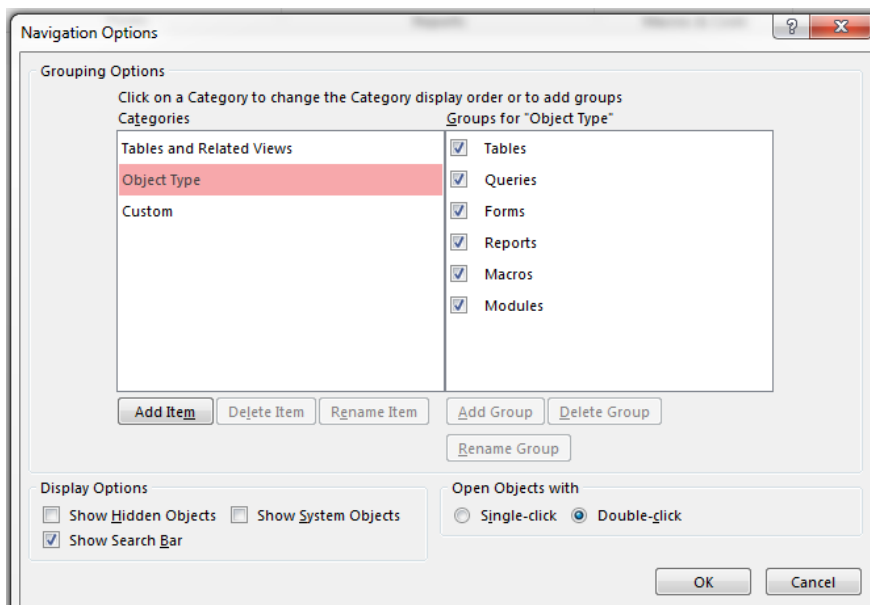 Navigation Options
Grouping Options
Click on a Category to change the Category display order or to add groups
Categories
Groups for "Object Type"
Tables and Related Views
Tables
Object Type
Queries
Custom
Forms
Reports
Macros
Modules
Add Item Delete Item Rename Item Add Group Delete Group
Rename Group
Display Options
Open Objects with
Show Hidden Objects Show System Objects
Single-click Double-click
Show Search Bar
OK Cancel